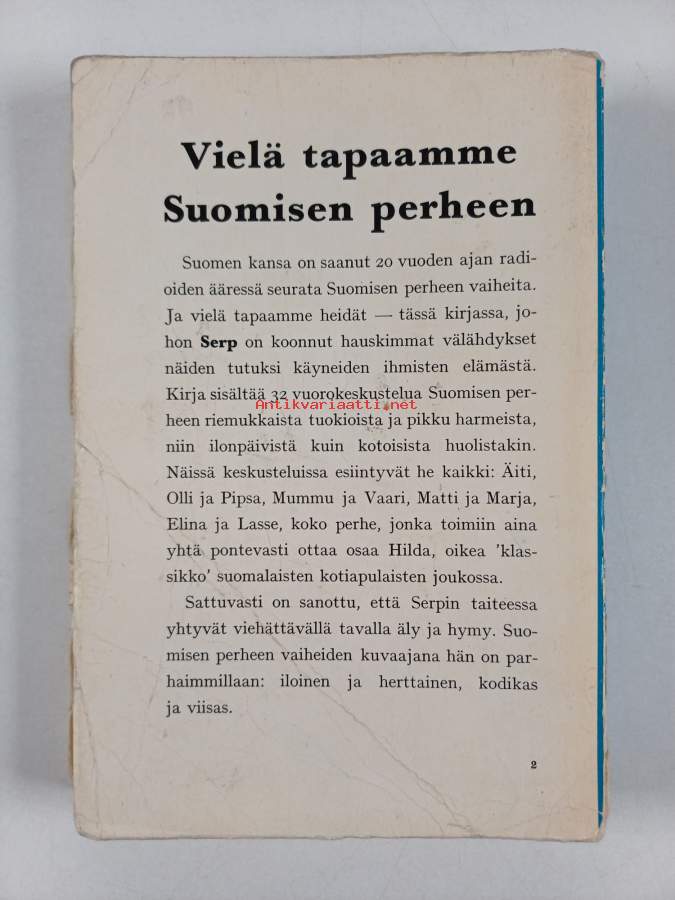 Vielä tapaamme
Suomisen perheen
Suomen kansa on saanut 20 vuoden ajan radi-
oiden ääressä seurata Suomisen perheen vaiheita.
Ja vielä tapaamme heidät — tässä kirjassa, jo-
hon Serp on koonnut hauskimmat välähdykset
näiden tutuksi käyneiden ihmisten elämästä.
Kirja sisältää 32 vuorokeskustelua Suomisen per-
Antikvariaatti.net
heen riemukkaista tuokioista ja pikku harmeista,
niin ilonpäivistä kuin kotoisista huolistakin.
Näissä keskusteluissa esiintyvät he kaikki: Äiti,
Olli ja Pipsa, Mummu ja Vaari, Matti ja Marja,
Elina ja Lasse, koko perhe, jonka toimiin aina
yhtä pontevasti ottaa osaa Hilda, oikea 'klas-
sikko' suomalaisten kotiapulaisten joukossa.
Sattuvasti on sanottu, että Serpin taiteessa
yhtyvät viehättävällä tavalla äly ja hymy. Suo-
misen perheen vaiheiden kuvaajana hän on par-
haimmillaan: iloinen ja herttainen, kodikas
ja viisas.
2